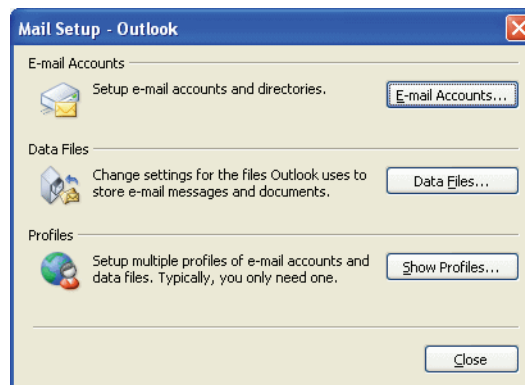 Mail Setup - Outlook
E-mail Accounts
Setup e-mail accounts and directories.
E-mail Accounts...
Data Files
Change settings for the files Outlook uses to
store e-mail messages and documents.
Data Files...
Profiles
Setup multiple profiles of e-mail accounts and
data files. Typically, you only need one.
Show Profiles...
Close